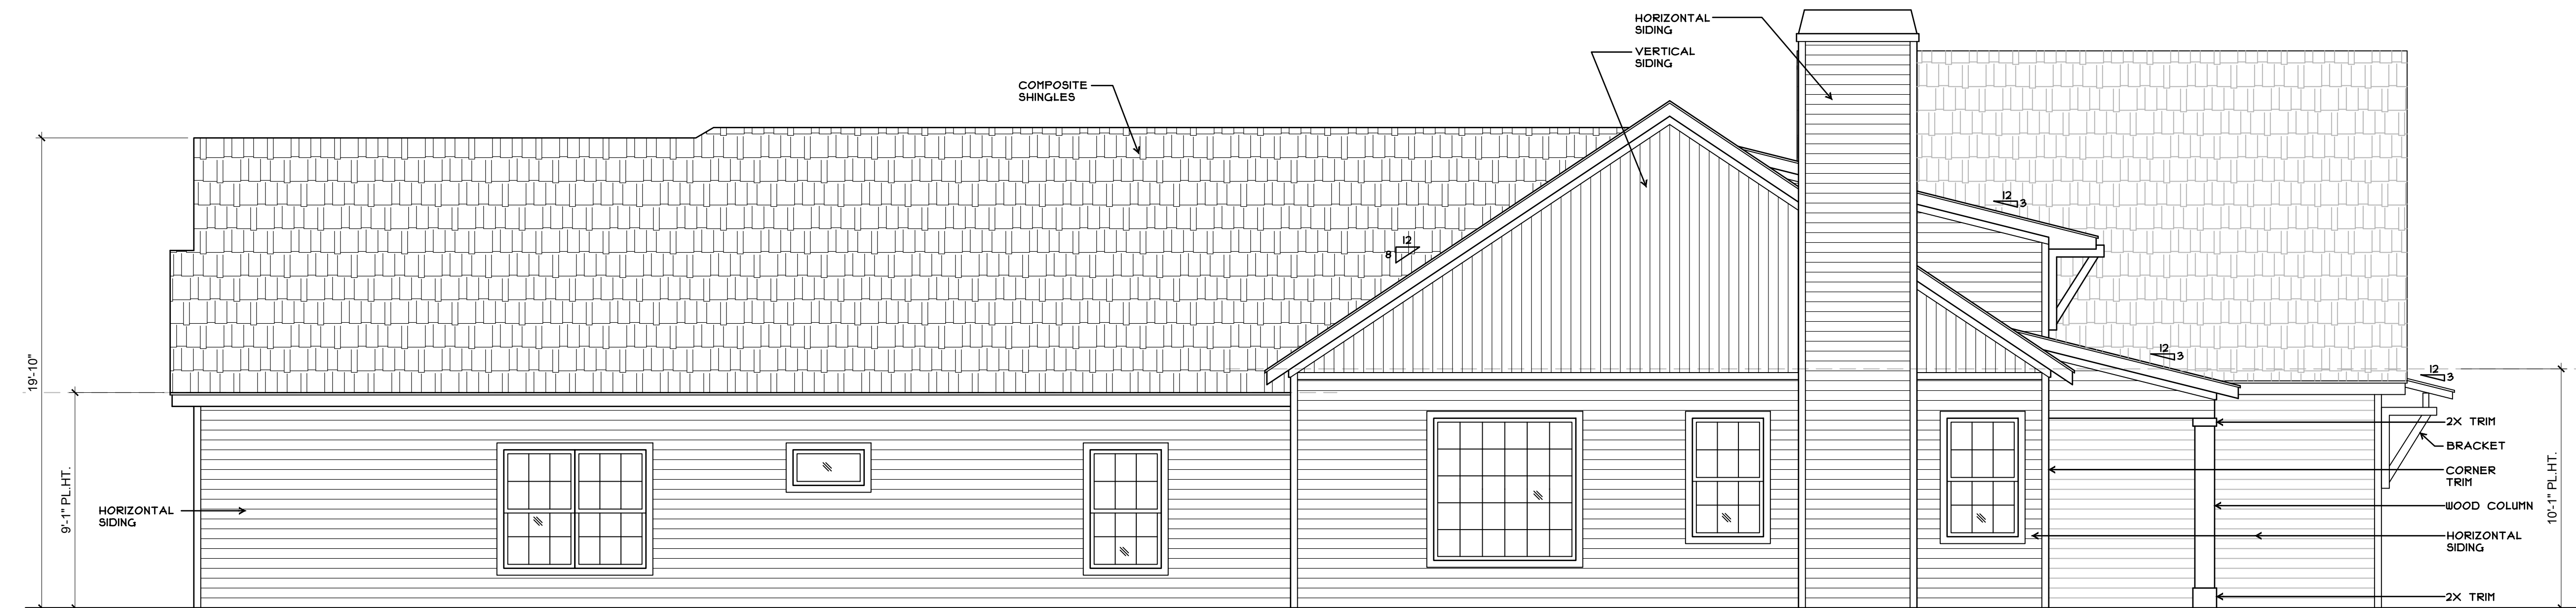 HORIZONTAL
SIDING
VERTICAL
SIDING
COMPOSITE
SHINGLES
12
3
12
8
12
3
12
3
19'-10"
9'-1" PL.HT.
10'-1" PL.HT.
HORIZONTAL
SIDING
2X TRIM
BRACKET
CORNER
TRIM
WOOD COLUMN
HORIZONTAL
SIDING
2X TRIM